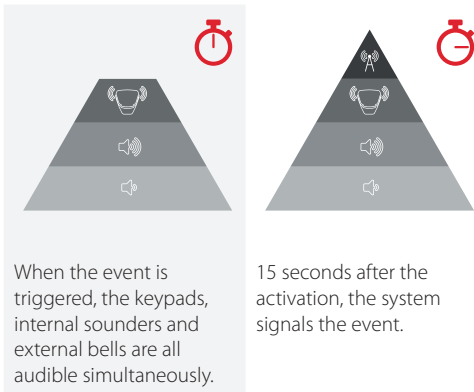 When the event is
triggered, the keypads,
internal sounders and
external bells are all
audible simultaneously.
15 seconds after the
activation, the system
signals the event.